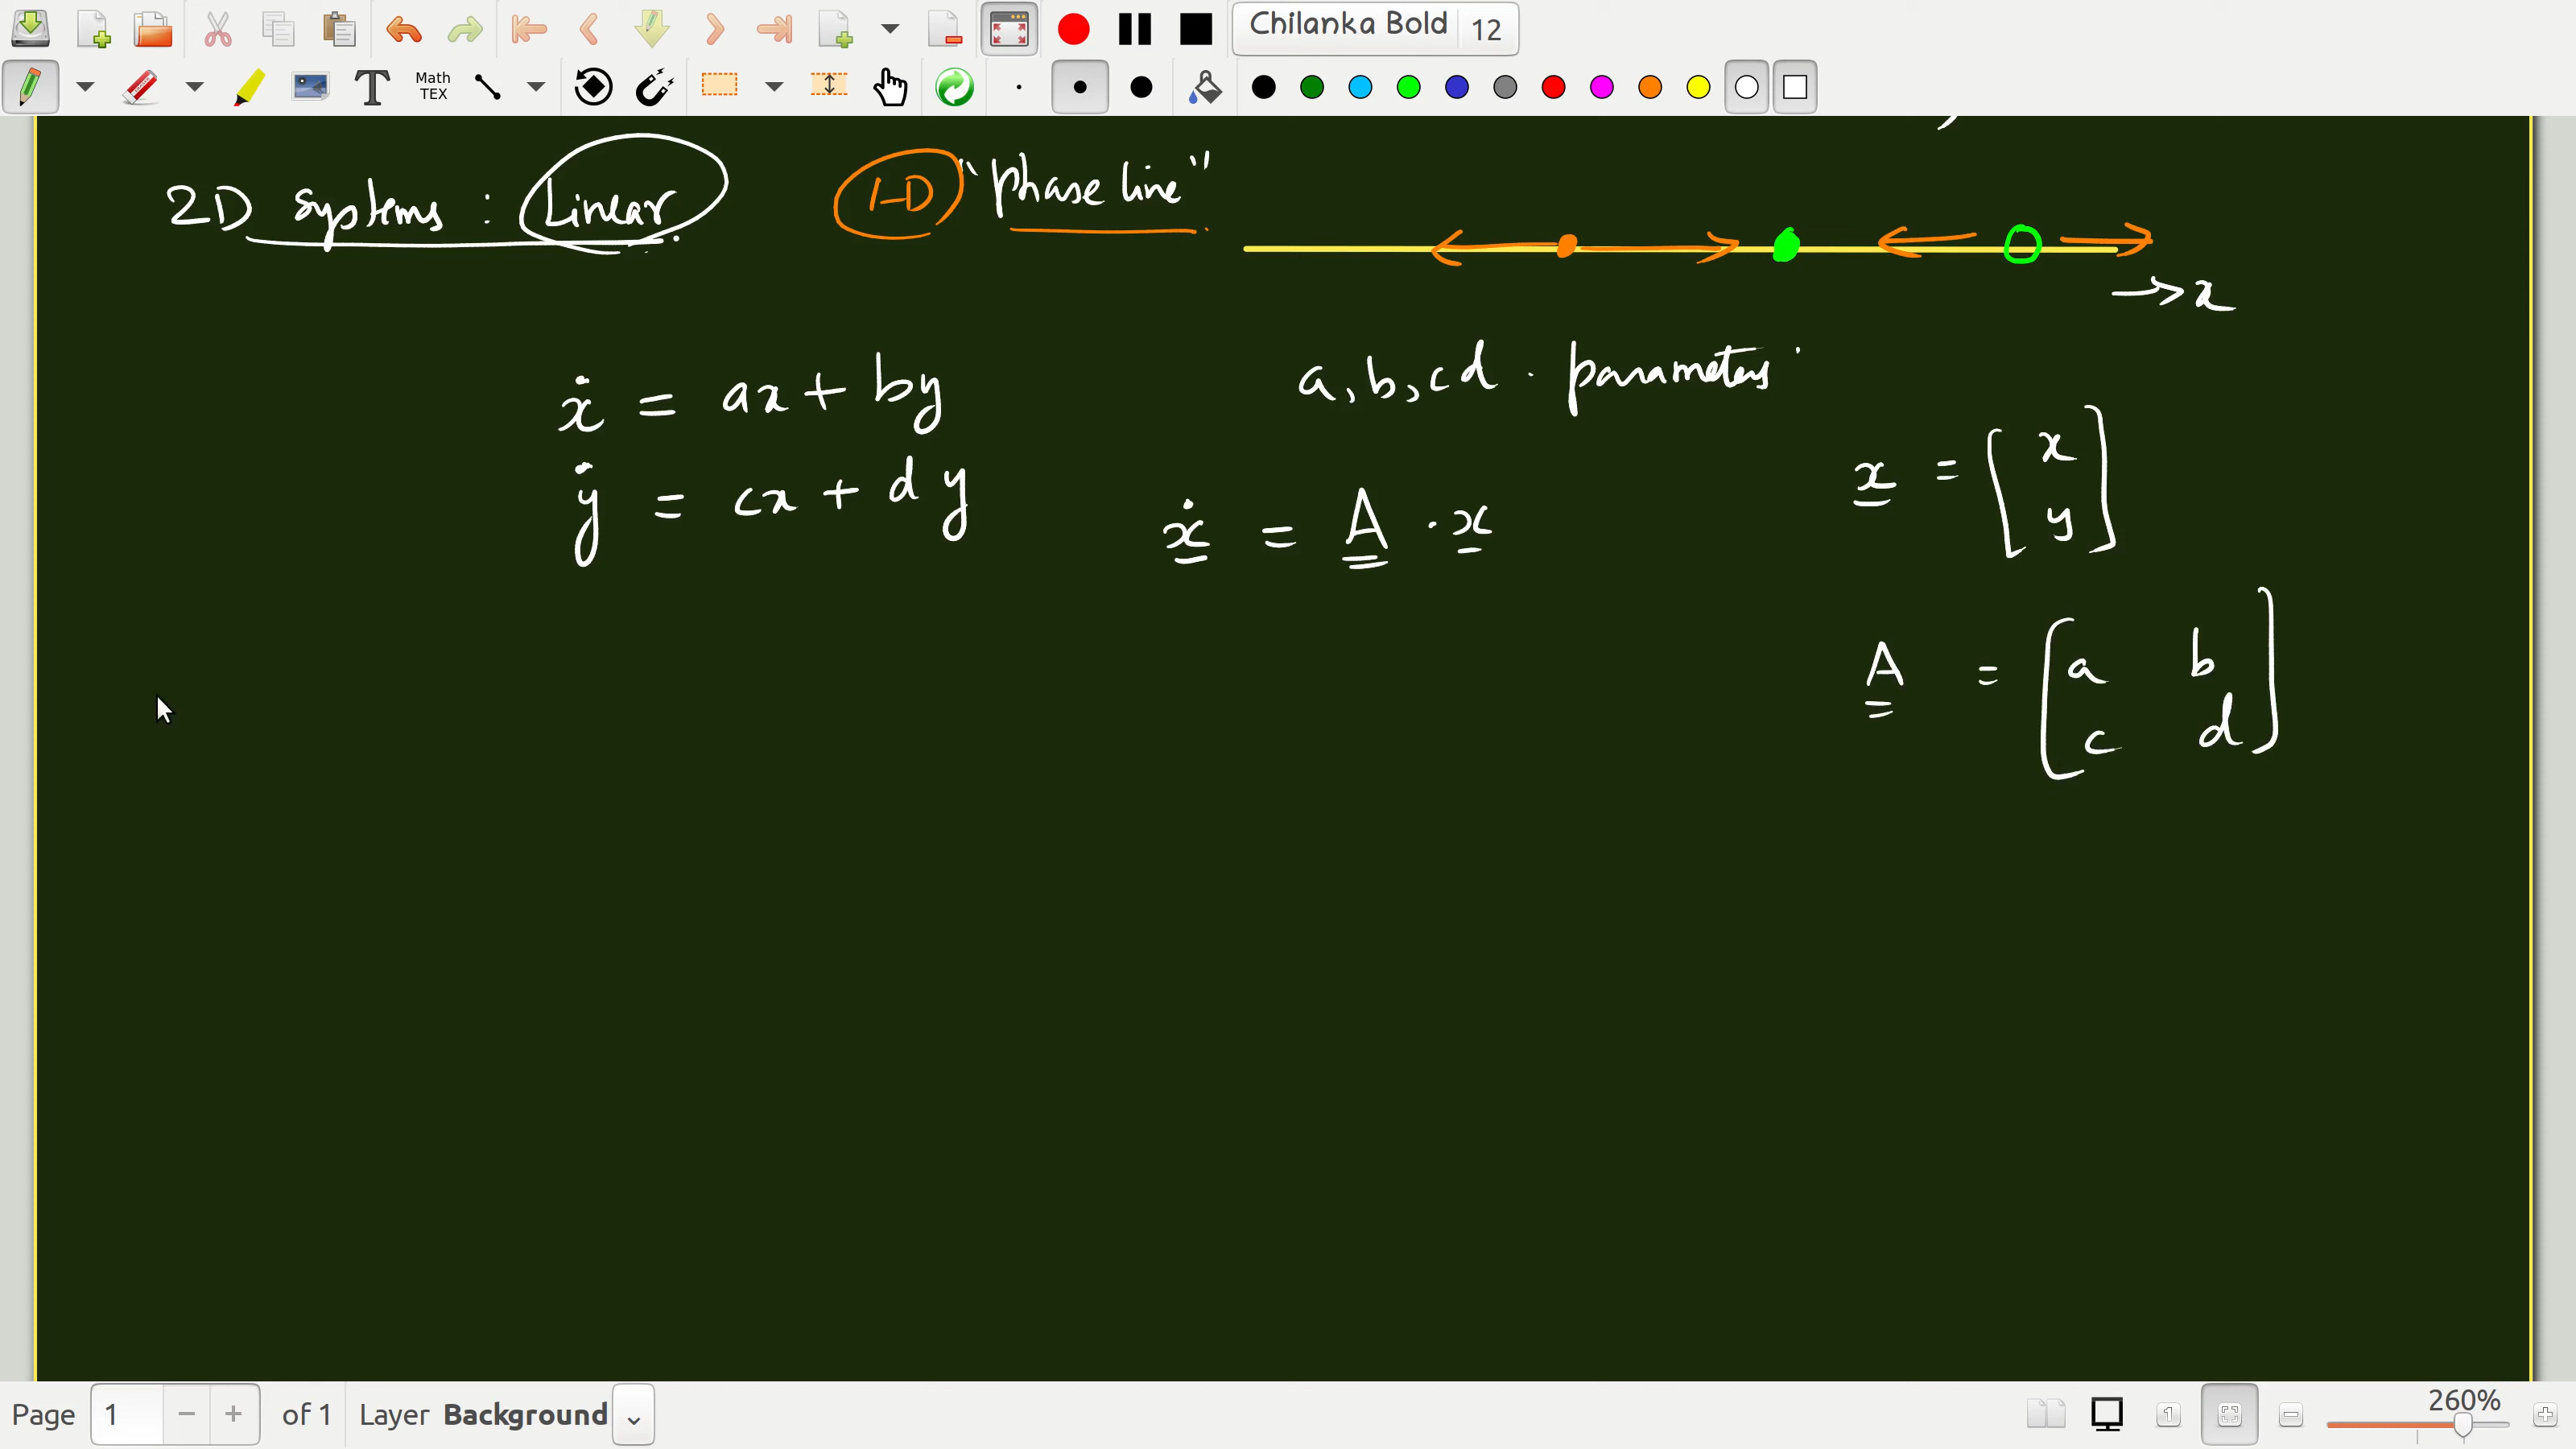 Chilanka Bold 12
Math
TEX
2D systems : Linear
1-D "phase line"
→ x
ẋ = ax + by
a, b, c d . parameters .
ẏ = cx + d y
ẋ = A · x
x = [ x
y ]
A = [ a b
c d ]
Page 1 − + of 1 Layer Background
260%